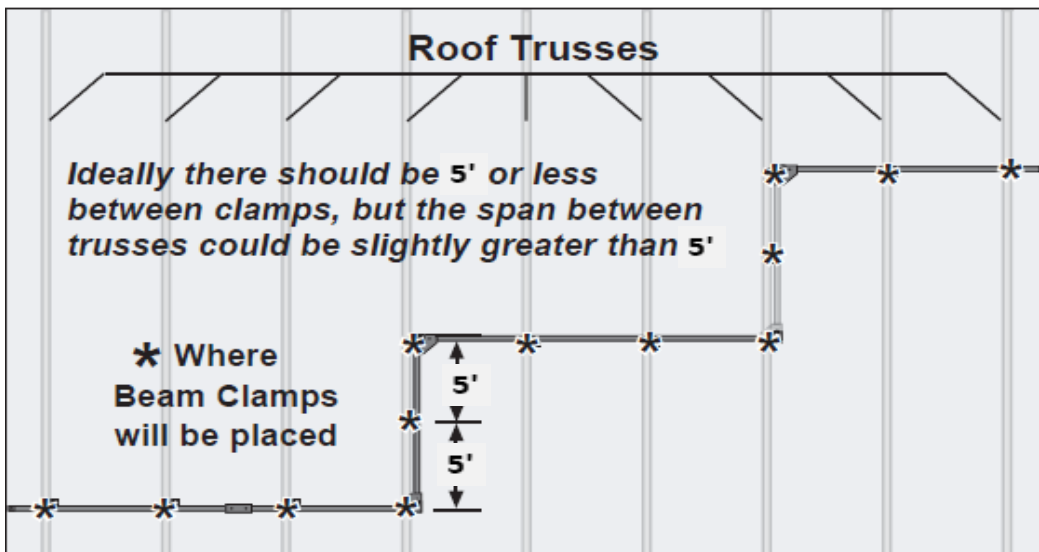 Roof Trusses
Ideally there should be 5' or less
between clamps, but the span between
trusses could be slightly greater than 5'
* Where
Beam Clamps
will be placed
5'
5'